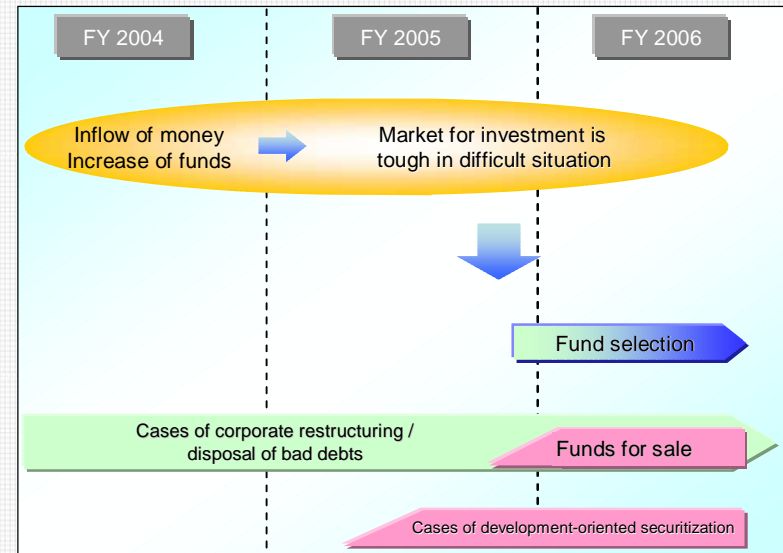 FY 2004
FY 2005
FY 2006
Inflow of money
Increase of funds
Market for investment is
tough in difficult situation
Fund selection
Cases of corporate restructuring /
disposal of bad debts
Funds for sale
Cases of development-oriented securitization